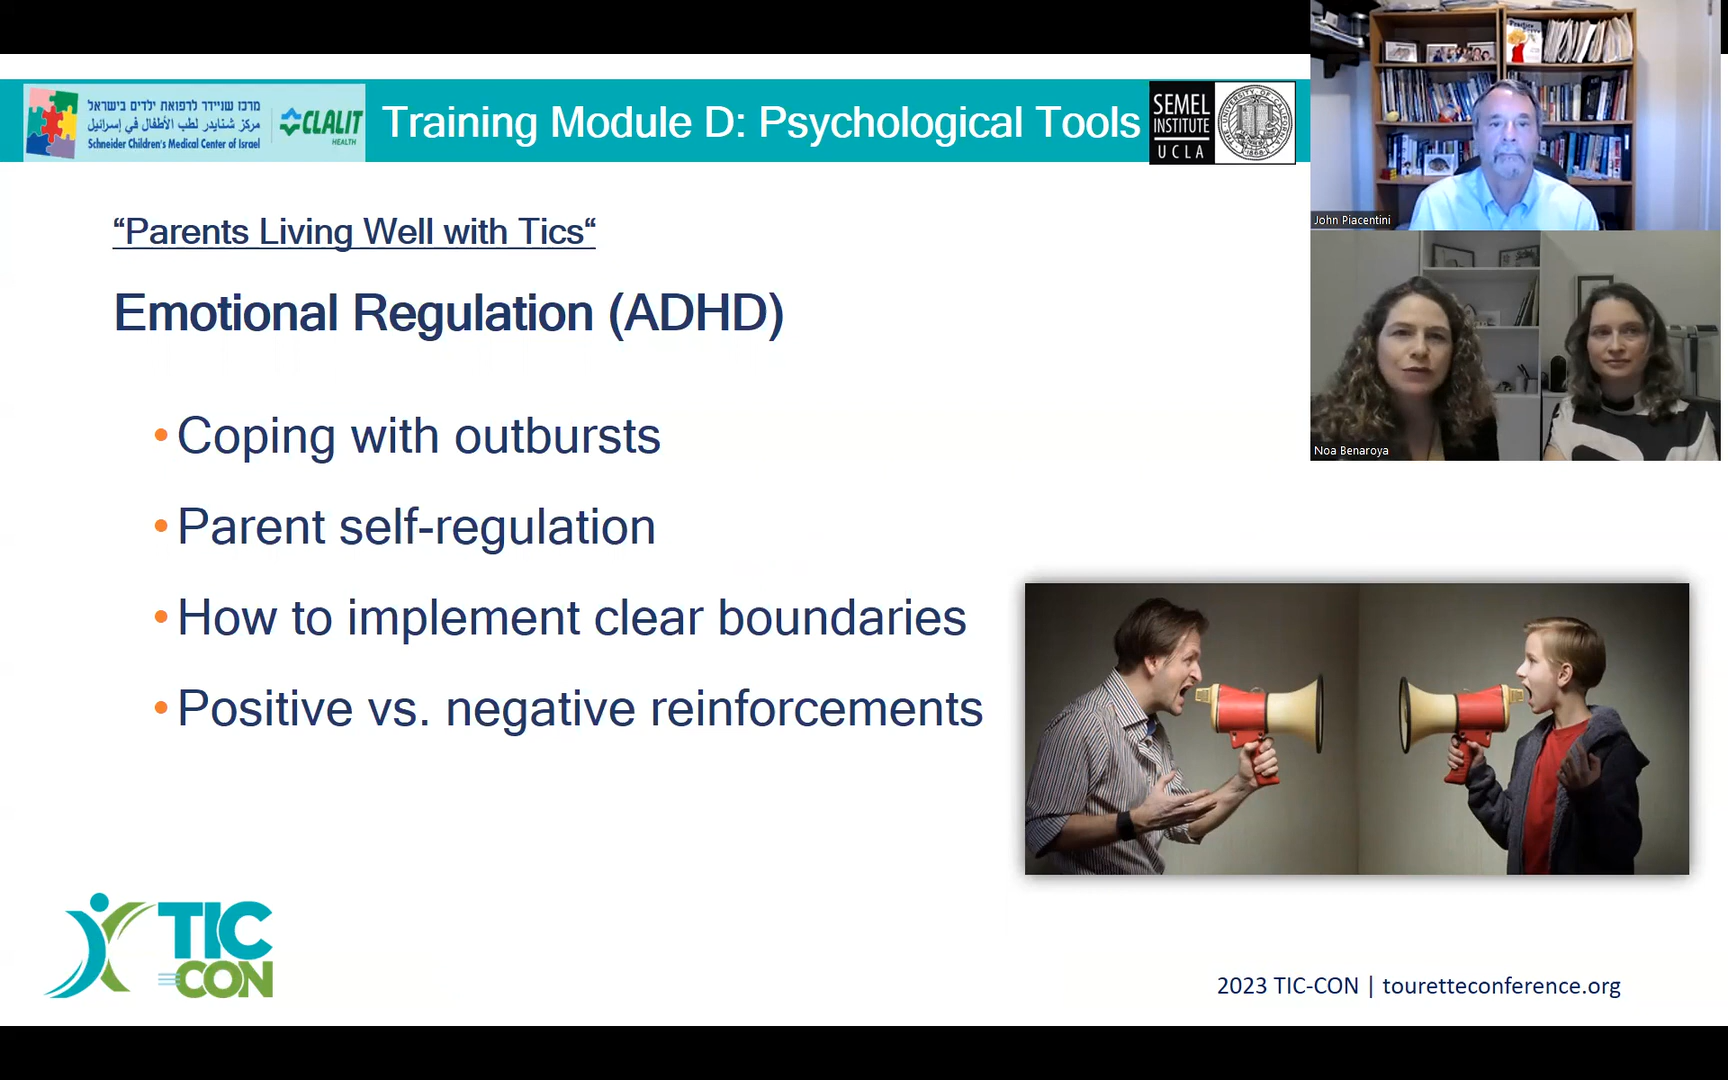 מרכז שניידר לרפואת ילדים בישראל
مركز شنايدر لطب الأطفال في إسرائيل
Schneider Children's Medical Center of Israel
CLALIT
HEALTH
Training Module D: Psychological Tools
SEMEL
INSTITUTE
UCLA
“Parents Living Well with Tics“
Emotional Regulation (ADHD)
•Coping with outbursts
•Parent self-regulation
•How to implement clear boundaries
•Positive vs. negative reinforcements
John Piacentini
Noa Benaroya
TIC
CON
2023 TIC-CON | touretteconference.org